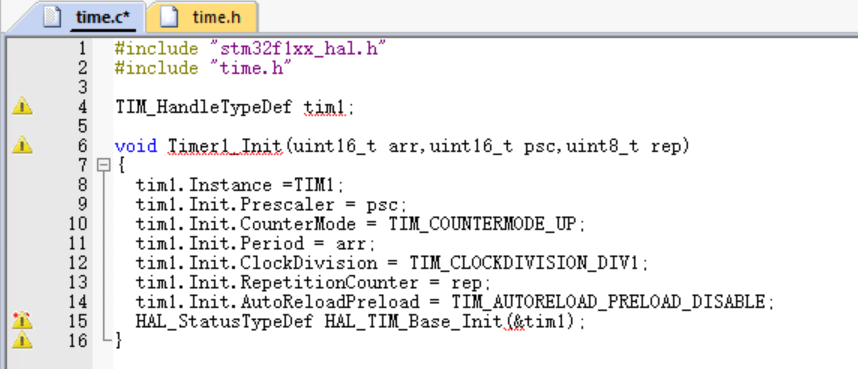 time.c* time.h
1 #include "stm32f1xx_hal.h"
2 #include "time.h"
3
4 TIM_HandleTypeDef tim1;
5
6 void Timer1_Init(uint16_t arr,uint16_t psc,uint8_t rep)
7 {
8 tim1.Instance =TIM1;
9 tim1.Init.Prescaler = psc;
10 tim1.Init.CounterMode = TIM_COUNTERMODE_UP;
11 tim1.Init.Period = arr;
12 tim1.Init.ClockDivision = TIM_CLOCKDIVISION_DIV1;
13 tim1.Init.RepetitionCounter = rep;
14 tim1.Init.AutoReloadPreload = TIM_AUTORELOAD_PRELOAD_DISABLE;
15 HAL_StatusTypeDef HAL_TIM_Base_Init(&tim1);
16 }